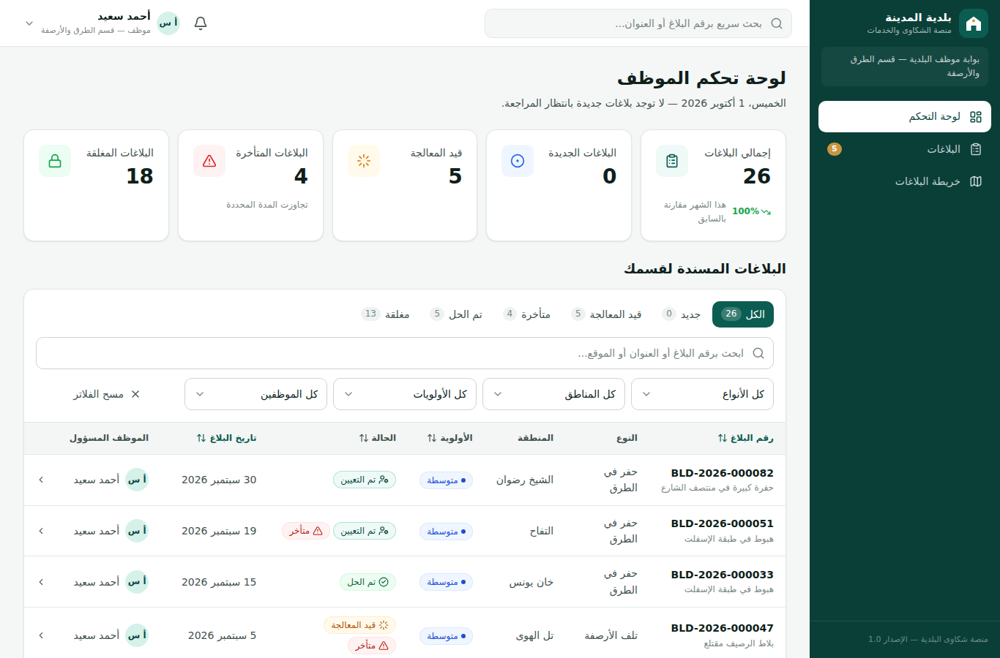 بلدية المدينة
منصة الشكاوى والخدمات
بوابة موظف البلدية — قسم الطرق
والأرصفة
لوحة التحكم
البلاغات
5
خريطة البلاغات
منصة شكاوى البلدية — الإصدار 1.0
بحث سريع برقم البلاغ أو العنوان...
أ س
أحمد سعيد
موظف — قسم الطرق والأرصفة
لوحة تحكم الموظف
الخميس، 1 أكتوبر 2026 — لا توجد بلاغات جديدة بانتظار المراجعة.
إجمالي البلاغات
26
100%
هذا الشهر مقارنة
بالسابق
البلاغات الجديدة
0
قيد المعالجة
5
البلاغات المتأخرة
4
تجاوزت المدة المحددة
البلاغات المغلقة
18
البلاغات المسندة لقسمك
الكل 26
جديد 0
قيد المعالجة 5
متأخرة 4
تم الحل 5
مغلقة 13
ابحث برقم البلاغ أو العنوان أو الموقع...
كل الأنواع
كل المناطق
كل الأولويات
كل الموظفين
مسح الفلاتر
رقم البلاغ
النوع
المنطقة
الأولوية
الحالة
تاريخ البلاغ
الموظف المسؤول
BLD-2026-000082
حفرة كبيرة في منتصف الشارع
حفر في
الطرق
الشيخ رضوان
متوسطة
تم التعيين
30 سبتمبر 2026
أ س
أحمد سعيد
BLD-2026-000051
هبوط في طبقة الإسفلت
حفر في
الطرق
التفاح
متوسطة
تم التعيين
متأخر
19 سبتمبر 2026
أ س
أحمد سعيد
BLD-2026-000033
هبوط في طبقة الإسفلت
حفر في
الطرق
خان يونس
متوسطة
تم الحل
15 سبتمبر 2026
أ س
أحمد سعيد
BLD-2026-000047
بلاط الرصيف مقتلع
تلف الأرصفة
تل الهوى
متوسطة
قيد المعالجة
متأخر
5 سبتمبر 2026
أ س
أحمد سعيد